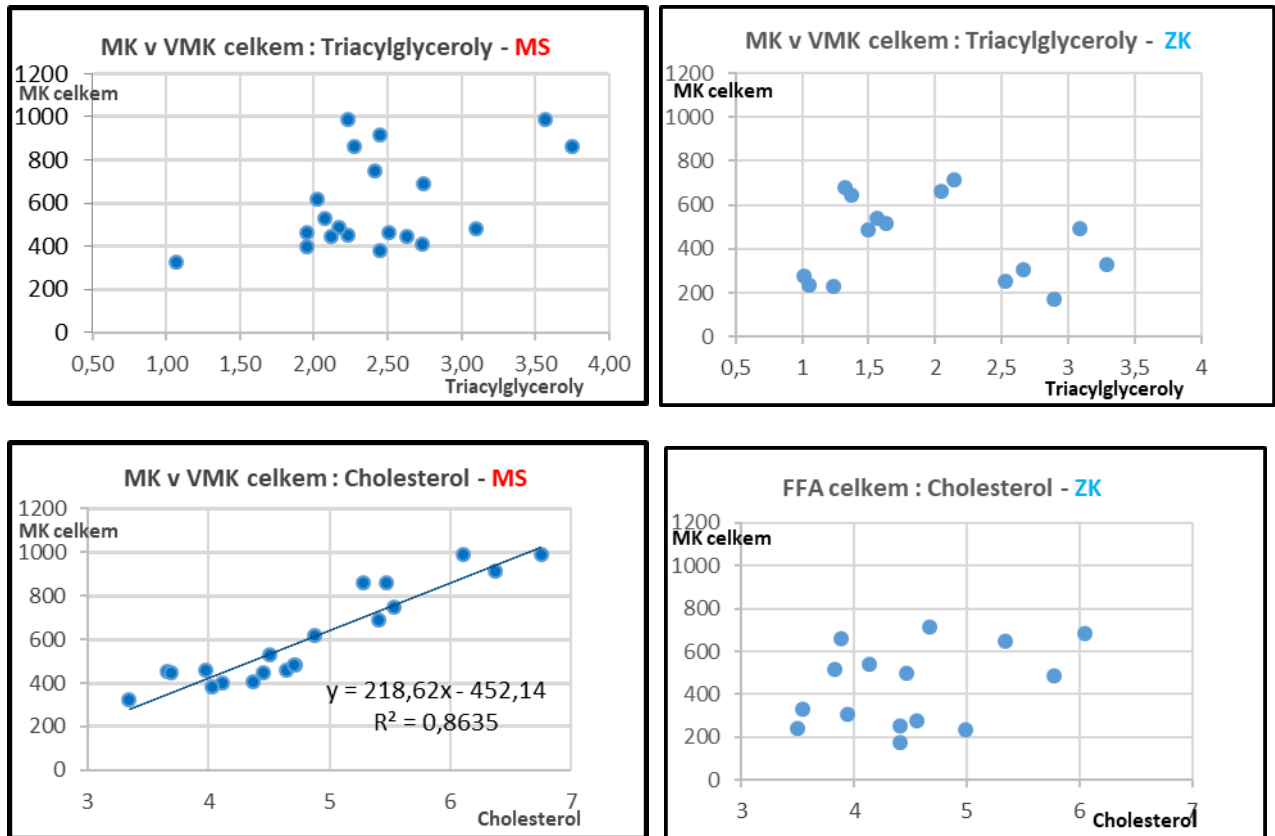 MK v VMK celkem : Triacylglyceroly - MS
1200
MK celkem
1000
800
600
400
200
0
0,50 1,00 1,50 2,00 2,50 3,00 3,50 4,00
Triacylglyceroly
MK v VMK celkem : Triacylglyceroly - ZK
1200
MK celkem
1000
800
600
400
200
0
0,5 1 1,5 2 2,5 3 3,5 4
Triacylglyceroly
MK v VMK celkem : Cholesterol - MS
1200
MK celkem
1000
800
600
400
200
0
y = 218,62x - 452,14
R² = 0,8635
3 4 5 6 7
Cholesterol
FFA celkem : Cholesterol - ZK
1200
MK celkem
1000
800
600
400
200
0
3 4 5 6 7
Cholesterol